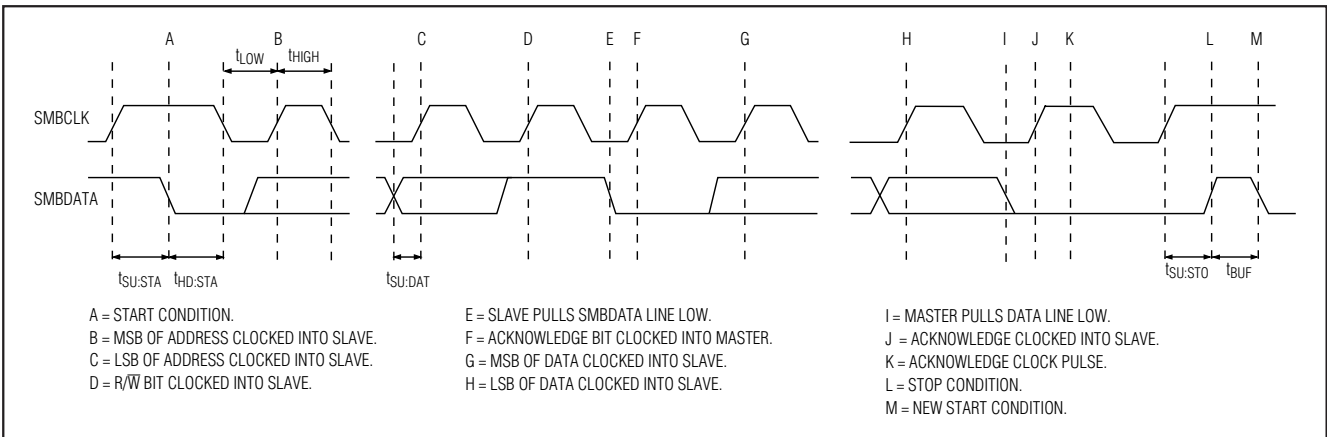 A B C D E F G H I J K L M
tLOW tHIGH
SMBCLK
SMBDATA
tSU:STA tHD:STA tSU:DAT tSU:STO tBUF
A = START CONDITION.
B = MSB OF ADDRESS CLOCKED INTO SLAVE.
C = LSB OF ADDRESS CLOCKED INTO SLAVE.
D = R/W̅ BIT CLOCKED INTO SLAVE.
E = SLAVE PULLS SMBDATA LINE LOW.
F = ACKNOWLEDGE BIT CLOCKED INTO MASTER.
G = MSB OF DATA CLOCKED INTO SLAVE.
H = LSB OF DATA CLOCKED INTO SLAVE.
I = MASTER PULLS DATA LINE LOW.
J = ACKNOWLEDGE CLOCKED INTO SLAVE.
K = ACKNOWLEDGE CLOCK PULSE.
L = STOP CONDITION.
M = NEW START CONDITION.